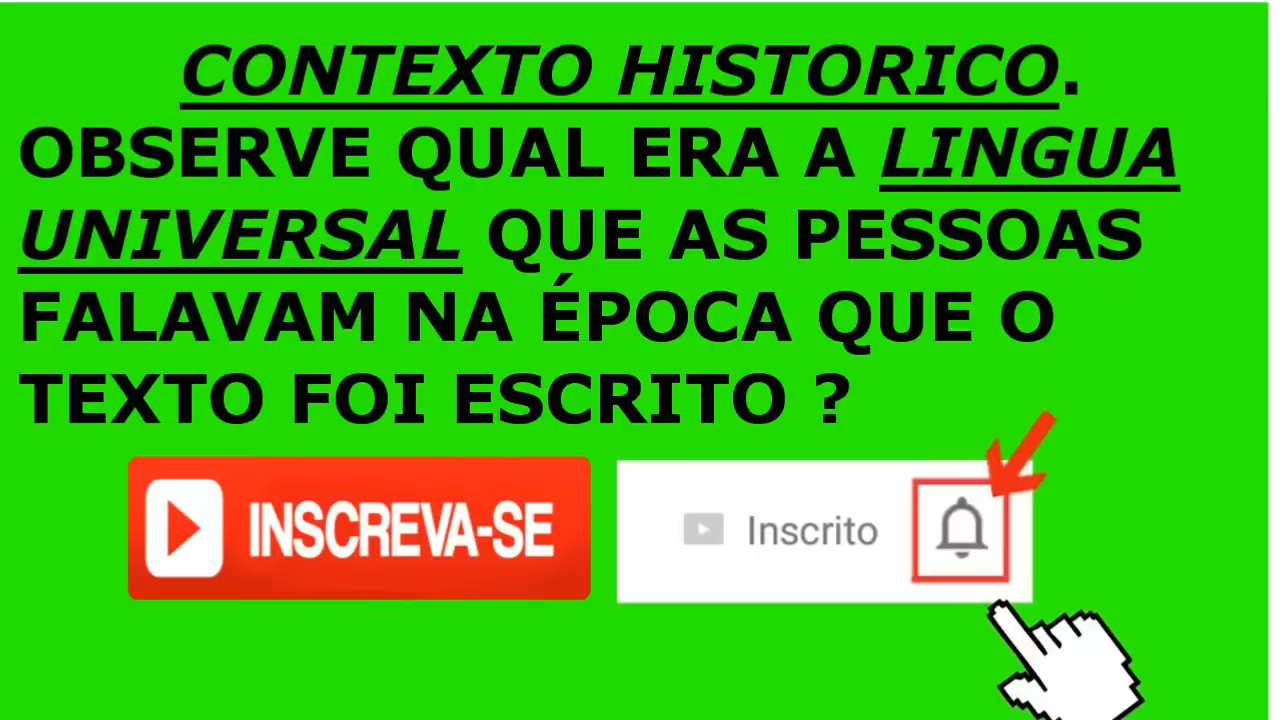 CONTEXTO HISTORICO.
OBSERVE QUAL ERA A LINGUA
UNIVERSAL QUE AS PESSOAS
FALAVAM NA ÉPOCA QUE O
TEXTO FOI ESCRITO ?
INSCREVA-SE
Inscrito